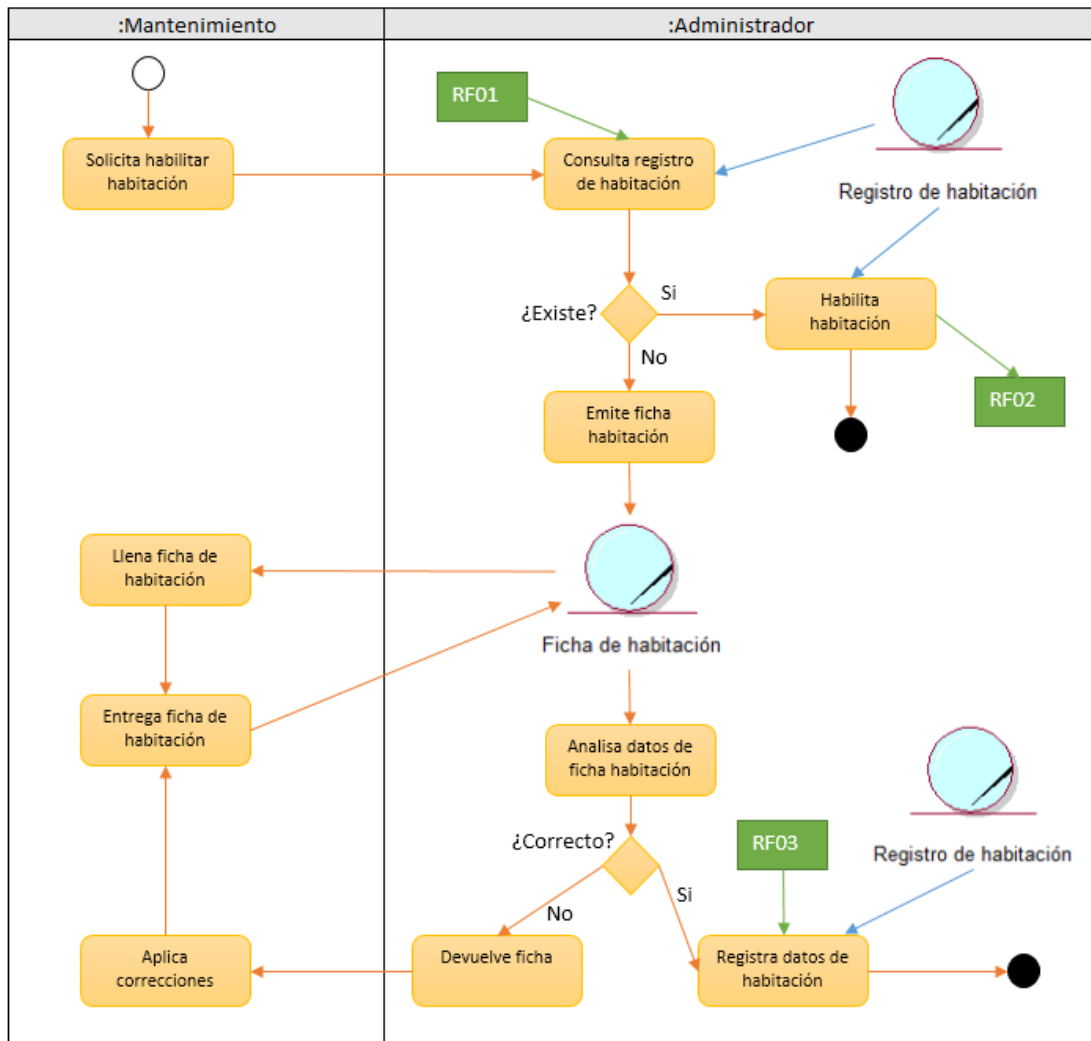 :Mantenimiento
:Administrador
RF01
Solicita habilitar
habitación
Consulta registro
de habitación
Registro de habitación
¿Existe?
Si
Habilita
habitación
No
RF02
Emite ficha
habitación
Llena ficha de
habitación
Ficha de habitación
Entrega ficha de
habitación
Analisa datos de
ficha habitación
¿Correcto?
RF03
Registro de habitación
Si
No
Aplica
correcciones
Devuelve ficha
Registra datos de
habitación